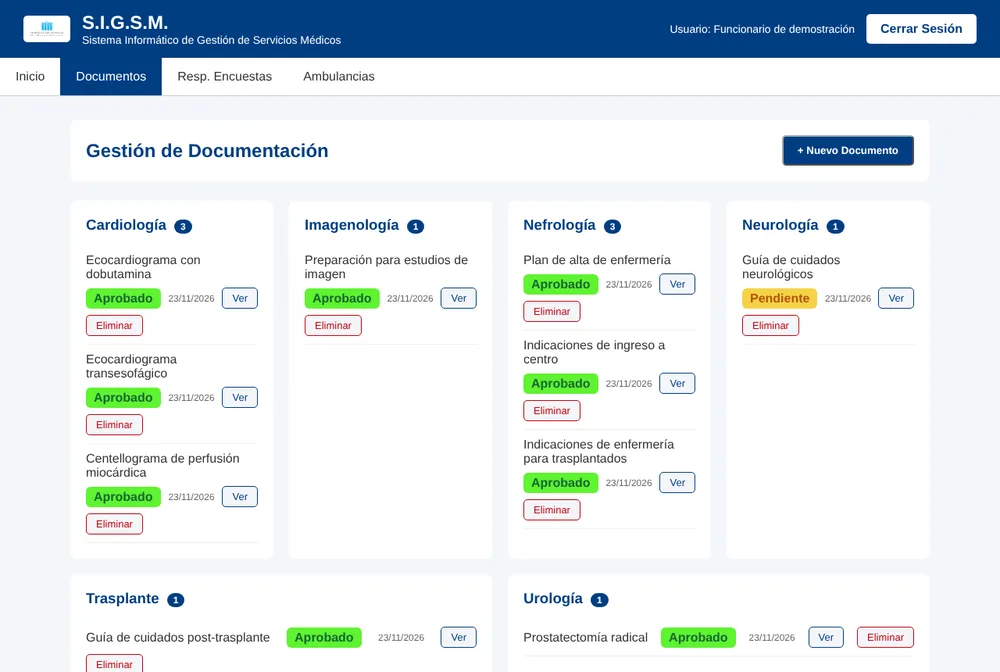 S.I.G.S.M.
Sistema Informático de Gestión de Servicios Médicos
Usuario: Funcionario de demostración
Cerrar Sesión
Inicio
Documentos
Resp. Encuestas
Ambulancias
Gestión de Documentación
+ Nuevo Documento
Cardiología 3
Ecocardiograma con
dobutamina
Aprobado 23/11/2026 Ver
Eliminar
Ecocardiograma
transesofágico
Aprobado 23/11/2026 Ver
Eliminar
Centellograma de perfusión
miocárdica
Aprobado 23/11/2026 Ver
Eliminar
Imagenología 1
Preparación para estudios de
imagen
Aprobado 23/11/2026 Ver
Eliminar
Nefrología 3
Plan de alta de enfermería
Aprobado 23/11/2026 Ver
Eliminar
Indicaciones de ingreso a
centro
Aprobado 23/11/2026 Ver
Eliminar
Indicaciones de enfermería
para trasplantados
Aprobado 23/11/2026 Ver
Eliminar
Neurología 1
Guía de cuidados
neurológicos
Pendiente 23/11/2026 Ver
Eliminar
Trasplante 1
Guía de cuidados post-trasplante Aprobado 23/11/2026 Ver
Eliminar
Urología 1
Prostatectomía radical Aprobado 23/11/2026 Ver Eliminar